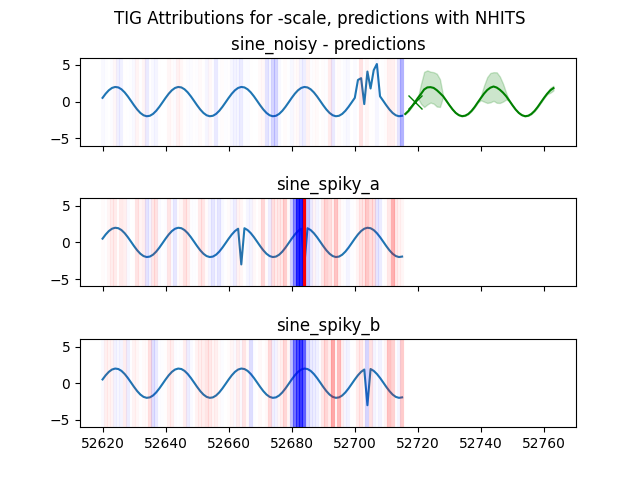 TIG Attributions for -scale, predictions with NHITS
sine_noisy - predictions
5
0
−5
sine_spiky_a
5
0
−5
sine_spiky_b
5
0
−5
52620 52640 52660 52680 52700 52720 52740 52760